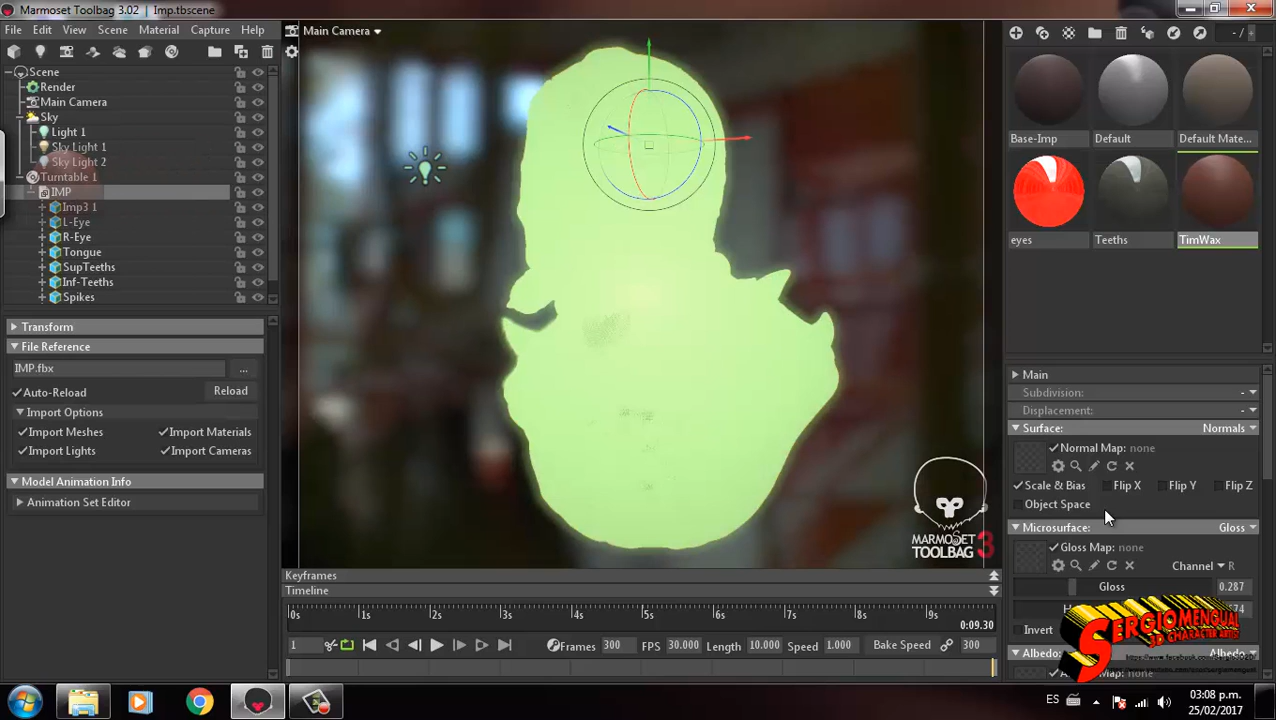 Marmoset Toolbag 3.02 | Imp.tbscene
File Edit View Scene Material Capture Help
Main Camera
- /
Scene
Render
Main Camera
Sky
Light 1
Sky Light 1
Sky Light 2
Turntable 1
IMP
Imp3 1
L-Eye
R-Eye
Tongue
SupTeeths
Inf-Teeths
Spikes
Transform
File Reference
IMP.fbx ...
Auto-Reload Reload
Import Options
Import Meshes Import Materials
Import Lights Import Cameras
Model Animation Info
Animation Set Editor
MARMOSET
TOOLBAG 3
Keyframes
Timeline
0s 1s 2s 3s 4s 5s 6s 7s 8s 9s 0:09.30
1 Frames 300 FPS 30.000 Length 10.000 Speed 1.000 Bake Speed 300
Base-Imp Default Default Mate...
eyes Teeths TimWax
Main
Subdivision: -
Displacement: -
Surface: Normals
Normal Map: none
Scale & Bias Flip X Flip Y Flip Z
Object Space
Microsurface: Gloss
Gloss Map: none
Channel R
Gloss 0.287
Invert
Albedo: Albedo
SERGIOMENGUAL
3D CHARACTER ARTIST
ES 03:08 p.m.
25/02/2017